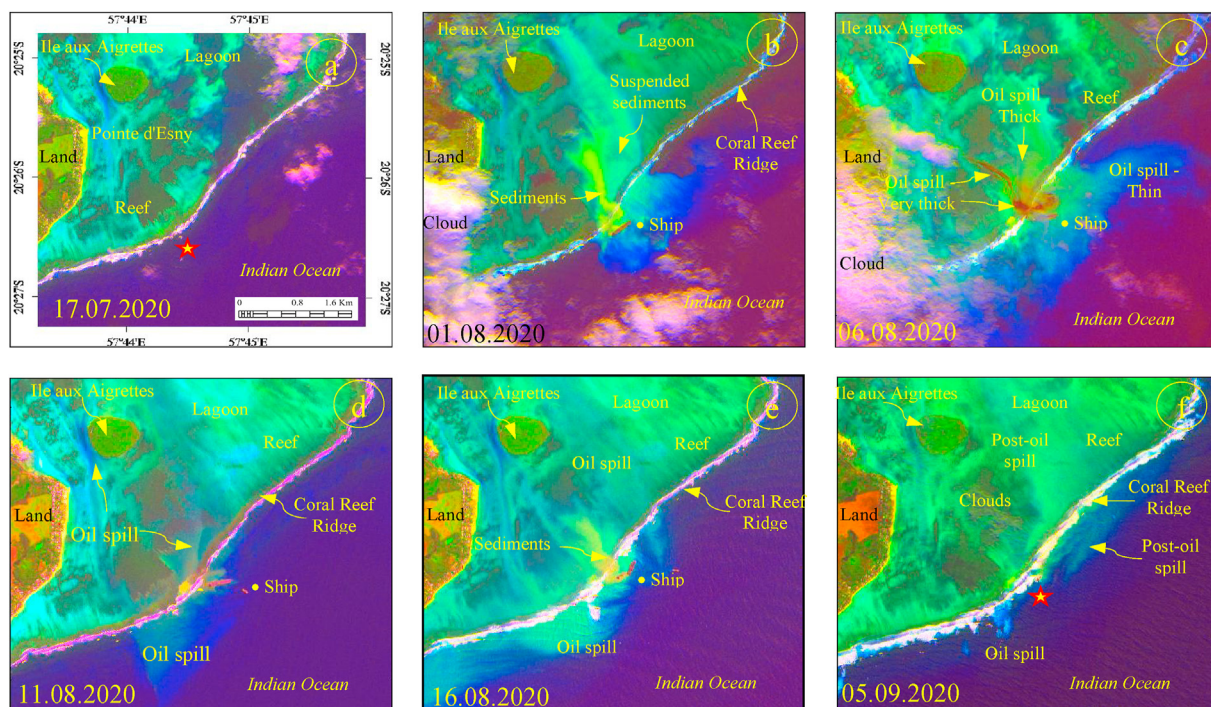 57°44'E
57°45'E
20°25'S
20°25'S
Ile aux Aigrettes
Lagoon
a
Pointe d'Esny
Land
20°26'S
20°26'S
Reef
Indian Ocean
0
0.8
1.6 Km
17.07.2020
20°27'S
20°27'S
57°44'E
57°45'E
Ile aux Aigrettes
Lagoon
b
Suspended
sediments
Land
Coral Reef
Ridge
Sediments
Ship
Cloud
Indian Ocean
01.08.2020
Ile aux Aigrettes
Lagoon
c
Oil spill
Thick
Reef
Land
Oil spill -
Thin
Oil spill -
Very thick
Ship
Cloud
Indian Ocean
06.08.2020
Ile aux Aigrettes
Lagoon
d
Reef
Land
Coral Reef
Ridge
Oil spill
Ship
Oil spill
Indian Ocean
11.08.2020
Ile aux Aigrettes
Lagoon
e
Reef
Oil spill
Land
Coral Reef
Ridge
Sediments
Ship
Oil spill
Indian Ocean
16.08.2020
Ile aux Aigrettes
Lagoon
f
Post-oil
spill
Reef
Clouds
Land
Coral Reef
Ridge
Post-oil
spill
Oil spill
Indian Ocean
05.09.2020